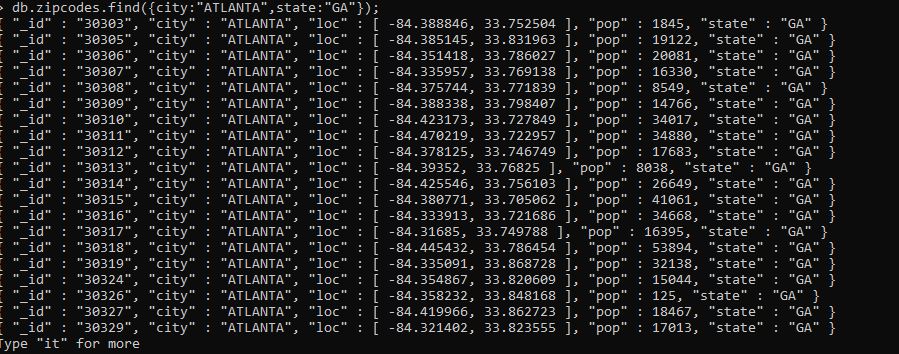 > db.zipcodes.find({city:"ATLANTA",state:"GA"});
{ "_id" : "30303", "city" : "ATLANTA", "loc" : [ -84.388846, 33.752504 ], "pop" : 1845, "state" : "GA" }
{ "_id" : "30305", "city" : "ATLANTA", "loc" : [ -84.385145, 33.831963 ], "pop" : 19122, "state" : "GA" }
{ "_id" : "30306", "city" : "ATLANTA", "loc" : [ -84.351418, 33.786027 ], "pop" : 20081, "state" : "GA" }
{ "_id" : "30307", "city" : "ATLANTA", "loc" : [ -84.335957, 33.769138 ], "pop" : 16330, "state" : "GA" }
{ "_id" : "30308", "city" : "ATLANTA", "loc" : [ -84.375744, 33.771839 ], "pop" : 8549, "state" : "GA" }
{ "_id" : "30309", "city" : "ATLANTA", "loc" : [ -84.388338, 33.798407 ], "pop" : 14766, "state" : "GA" }
{ "_id" : "30310", "city" : "ATLANTA", "loc" : [ -84.423173, 33.727849 ], "pop" : 34017, "state" : "GA" }
{ "_id" : "30311", "city" : "ATLANTA", "loc" : [ -84.470219, 33.722957 ], "pop" : 34880, "state" : "GA" }
{ "_id" : "30312", "city" : "ATLANTA", "loc" : [ -84.378125, 33.746749 ], "pop" : 17683, "state" : "GA" }
{ "_id" : "30313", "city" : "ATLANTA", "loc" : [ -84.39352, 33.76825 ], "pop" : 8038, "state" : "GA" }
{ "_id" : "30314", "city" : "ATLANTA", "loc" : [ -84.425546, 33.756103 ], "pop" : 26649, "state" : "GA" }
{ "_id" : "30315", "city" : "ATLANTA", "loc" : [ -84.380771, 33.705062 ], "pop" : 41061, "state" : "GA" }
{ "_id" : "30316", "city" : "ATLANTA", "loc" : [ -84.333913, 33.721686 ], "pop" : 34668, "state" : "GA" }
{ "_id" : "30317", "city" : "ATLANTA", "loc" : [ -84.31685, 33.749788 ], "pop" : 16395, "state" : "GA" }
{ "_id" : "30318", "city" : "ATLANTA", "loc" : [ -84.445432, 33.786454 ], "pop" : 53894, "state" : "GA" }
{ "_id" : "30319", "city" : "ATLANTA", "loc" : [ -84.335091, 33.868728 ], "pop" : 32138, "state" : "GA" }
{ "_id" : "30324", "city" : "ATLANTA", "loc" : [ -84.354867, 33.820609 ], "pop" : 15044, "state" : "GA" }
{ "_id" : "30326", "city" : "ATLANTA", "loc" : [ -84.358232, 33.848168 ], "pop" : 125, "state" : "GA" }
{ "_id" : "30327", "city" : "ATLANTA", "loc" : [ -84.419966, 33.862723 ], "pop" : 18467, "state" : "GA" }
{ "_id" : "30329", "city" : "ATLANTA", "loc" : [ -84.321402, 33.823555 ], "pop" : 17013, "state" : "GA" }
Type "it" for more